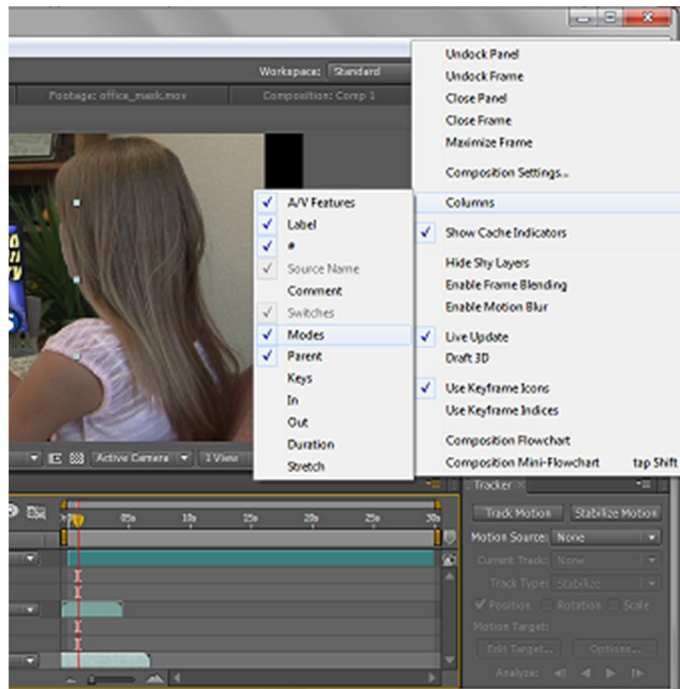 Workspace: Standard
Footage: office_mask.mov
Composition: Comp 1
Undock Panel
Undock Frame
Close Panel
Close Frame
Maximize Frame
Composition Settings...
Columns
Show Cache Indicators
Hide Shy Layers
Enable Frame Blending
Enable Motion Blur
Live Update
Draft 3D
Use Keyframe Icons
Use Keyframe Indices
Composition Flowchart
Composition Mini-Flowchart tap Shift
A/V Features
Label
#
Source Name
Comment
Switches
Modes
Parent
Keys
In
Out
Duration
Stretch
Active Camera
1 View
05s 10s 15s 20s 25s 30s
Tracker
Track Motion Stabilize Motion
Motion Source: None
Current Track: None
Track Type: Stabilize
Position Rotation Scale
Motion Target:
Edit Target... Options...
Analyze: